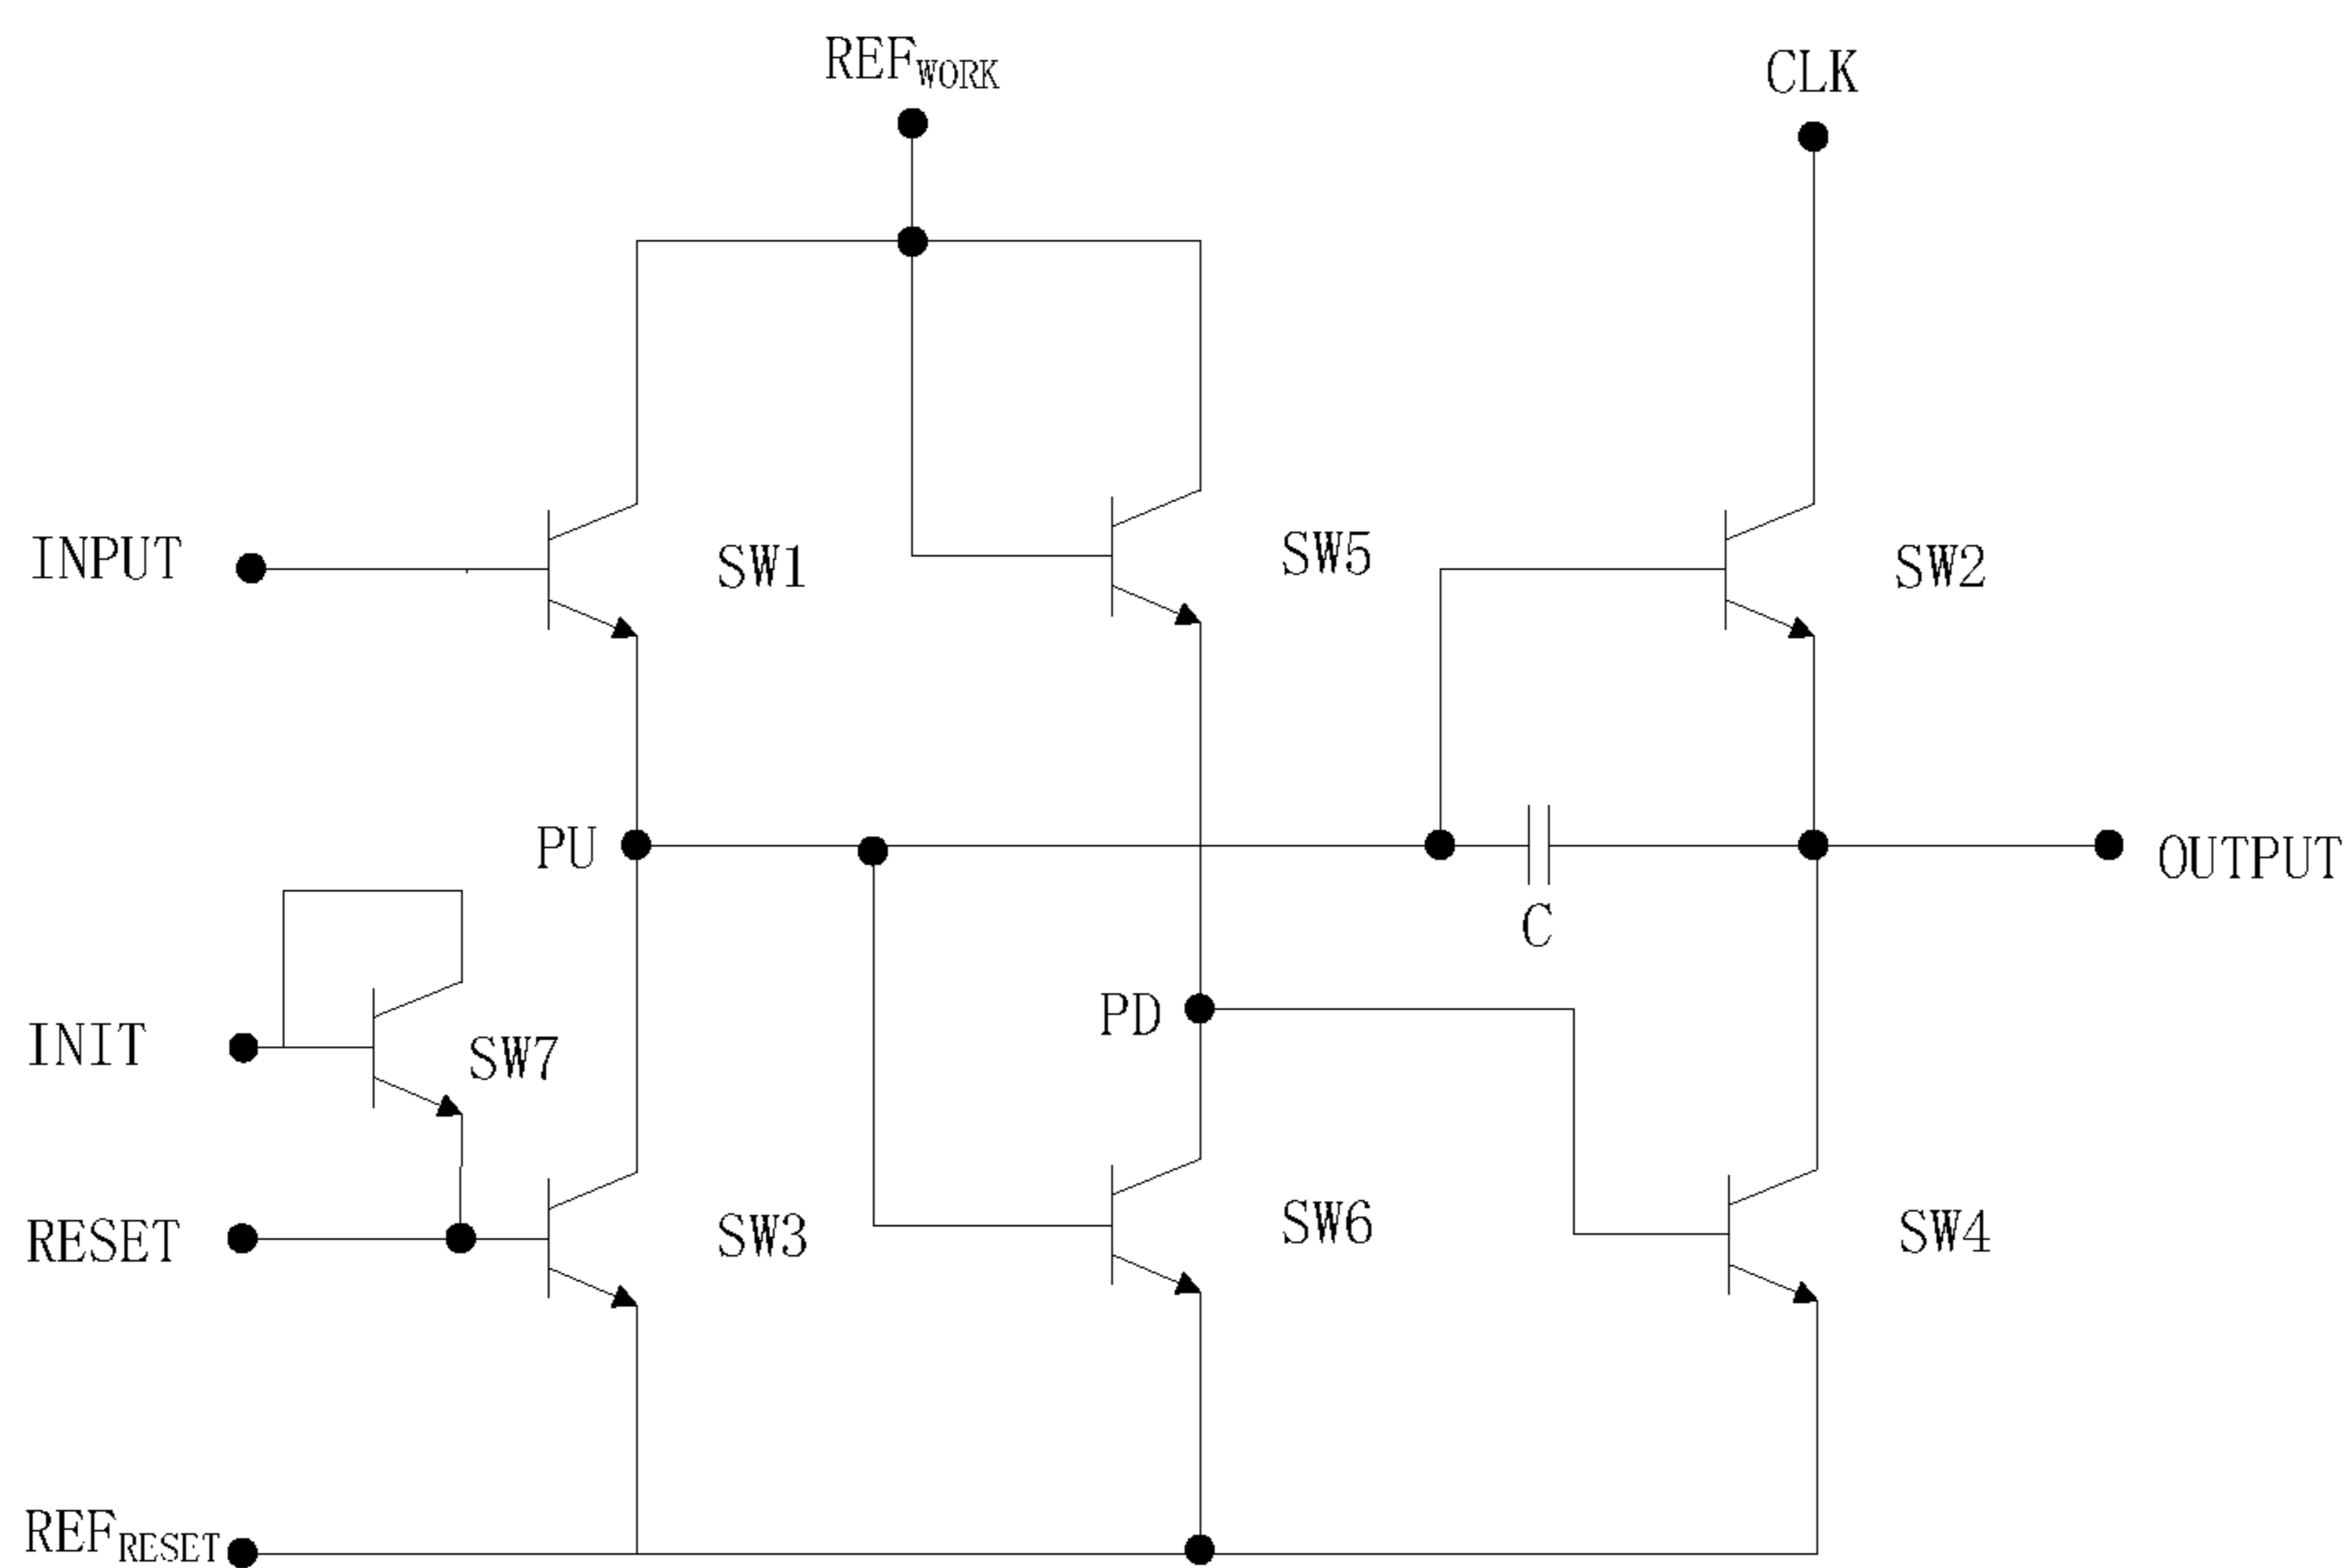 REFWORK
CLK
INPUT
SW1
SW5
SW2
PU
OUTPUT
C
PD
INIT
SW7
RESET
SW3
SW6
SW4
REFRESET